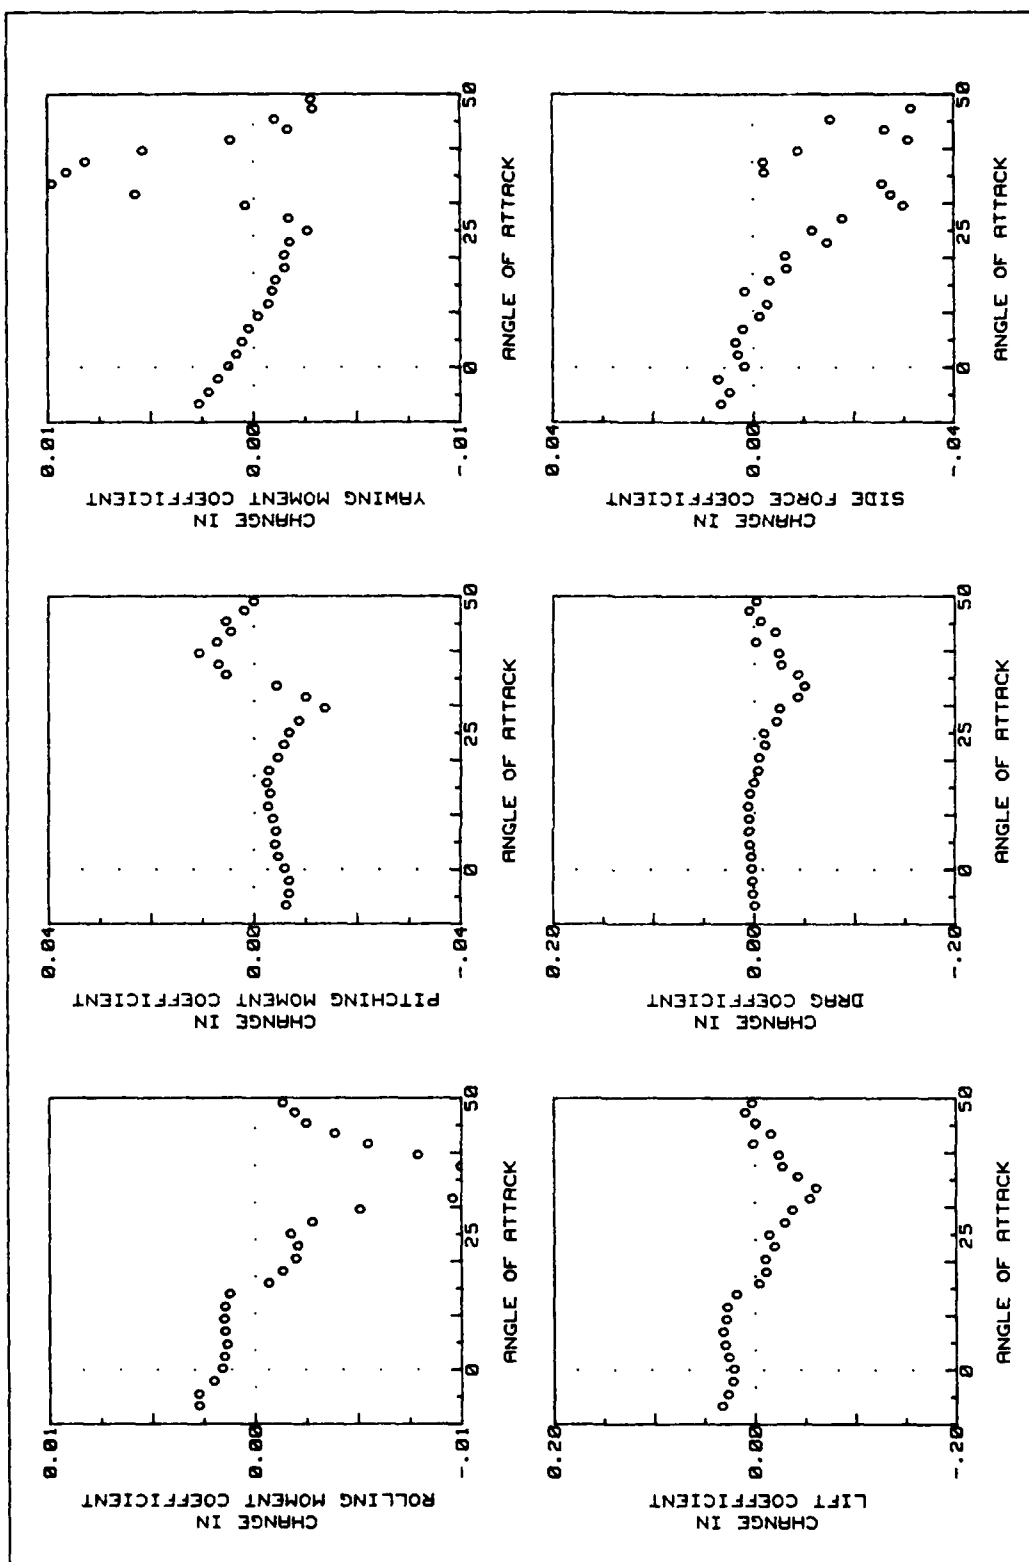 CHANGE IN
ROLLING MOMENT COEFFICIENT
0.01
0.00
-.01
0
25
50
ANGLE OF ATTACK
CHANGE IN
PITCHING MOMENT COEFFICIENT
0.04
0.00
-.04
0
25
50
ANGLE OF ATTACK
CHANGE IN
YAWING MOMENT COEFFICIENT
0.01
0.00
-.01
0
25
50
ANGLE OF ATTACK
CHANGE IN
LIFT COEFFICIENT
0.20
0.00
-.20
0
25
50
ANGLE OF ATTACK
CHANGE IN
DRAG COEFFICIENT
0.20
0.00
-.20
0
25
50
ANGLE OF ATTACK
CHANGE IN
SIDE FORCE COEFFICIENT
0.04
0.00
-.04
0
25
50
ANGLE OF ATTACK